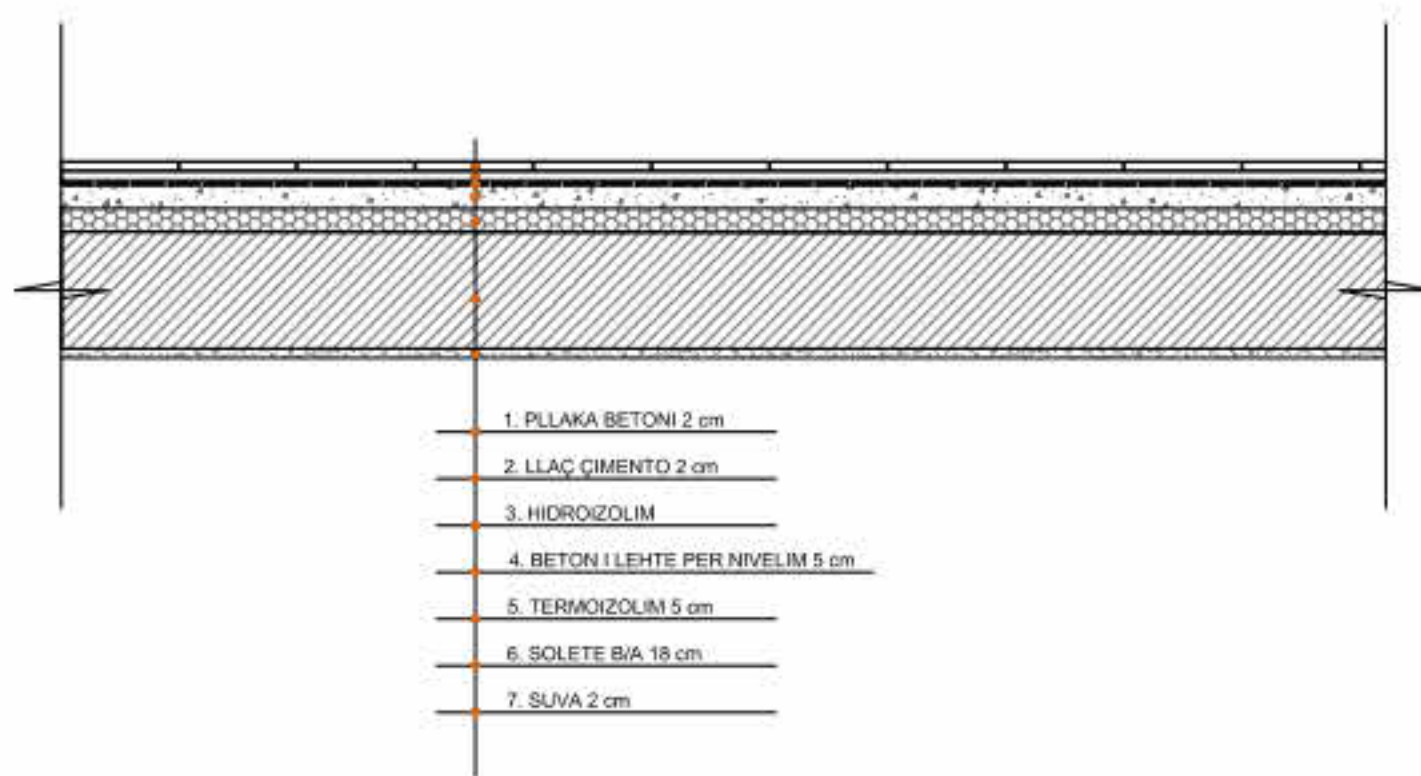 1. PLLAKA BETONI 2 cm
2. LLAÇ ÇIMENTO 2 cm
3. HIDROIZOLIM
4. BETON I LEHTE PER NIVELIM 5 cm
5. TERMOIZOLIM 5 cm
6. SOLETE B/A 18 cm
7. SUVA 2 cm